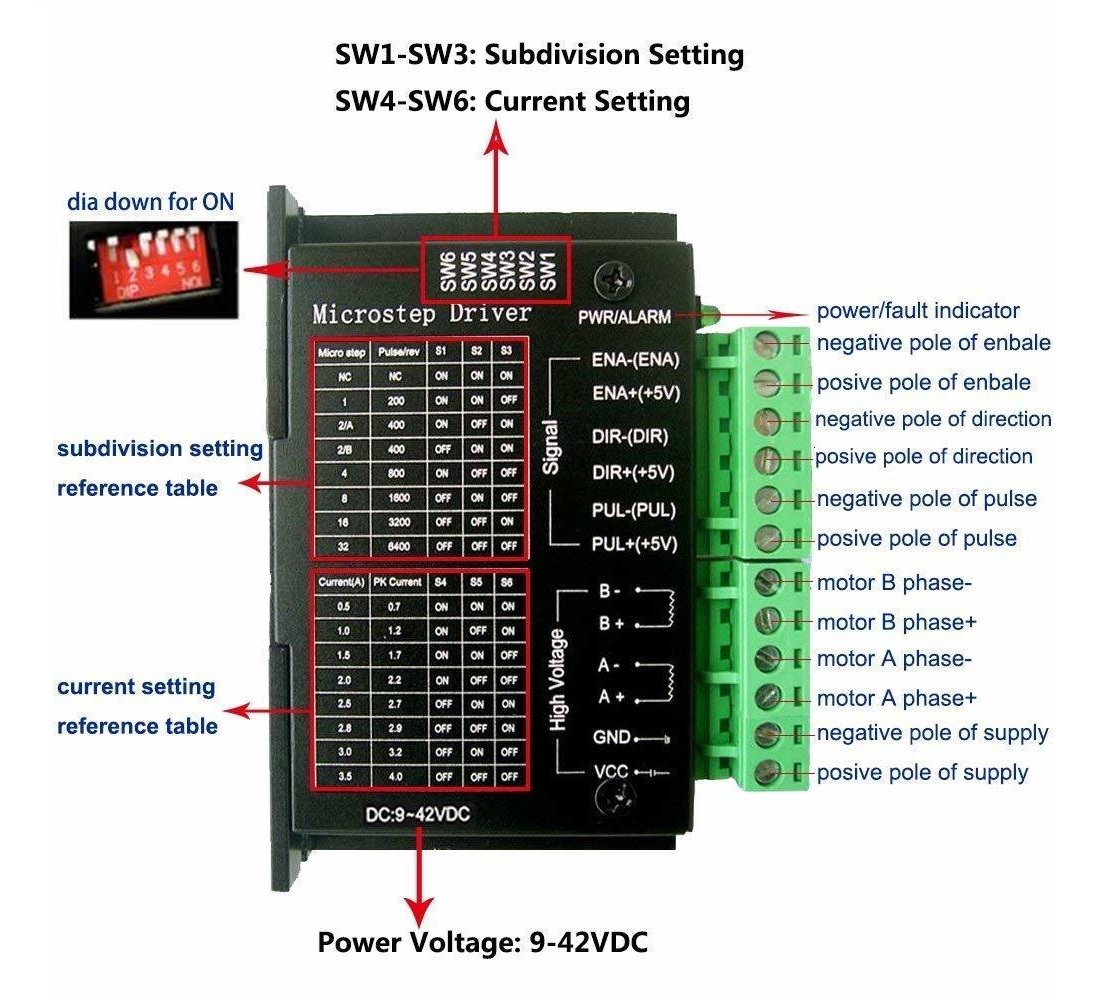 SW1-SW3: Subdivision Setting
SW4-SW6: Current Setting
dia down for ON
1 2 3 4 5 6
DIP
SW6
SW5
SW4
SW3
SW2
SW1
Microstep Driver
PWR/ALARM
power/fault indicator
Micro step Pulse/rev S1 S2 S3
NC NC ON ON ON
1 200 ON ON OFF
2/A 400 ON OFF ON
2/B 400 OFF ON ON
4 800 ON OFF OFF
8 1600 OFF ON OFF
16 3200 OFF OFF ON
32 6400 OFF OFF OFF
subdivision setting
reference table
Signal
ENA-(ENA)
ENA+(+5V)
DIR-(DIR)
DIR+(+5V)
PUL-(PUL)
PUL+(+5V)
negative pole of enbale
posive pole of enbale
negative pole of direction
posive pole of direction
negative pole of pulse
posive pole of pulse
Current(A) PK Current S4 S5 S6
0.5 0.7 ON ON ON
1.0 1.2 ON OFF ON
1.5 1.7 ON ON OFF
2.0 2.2 ON OFF OFF
2.5 2.7 OFF ON ON
2.8 2.9 OFF OFF ON
3.0 3.2 OFF ON OFF
3.5 4.0 OFF OFF OFF
current setting
reference table
High Voltage
B -
B +
A -
A +
GND
VCC
motor B phase-
motor B phase+
motor A phase-
motor A phase+
negative pole of supply
posive pole of supply
DC:9~42VDC
Power Voltage: 9-42VDC